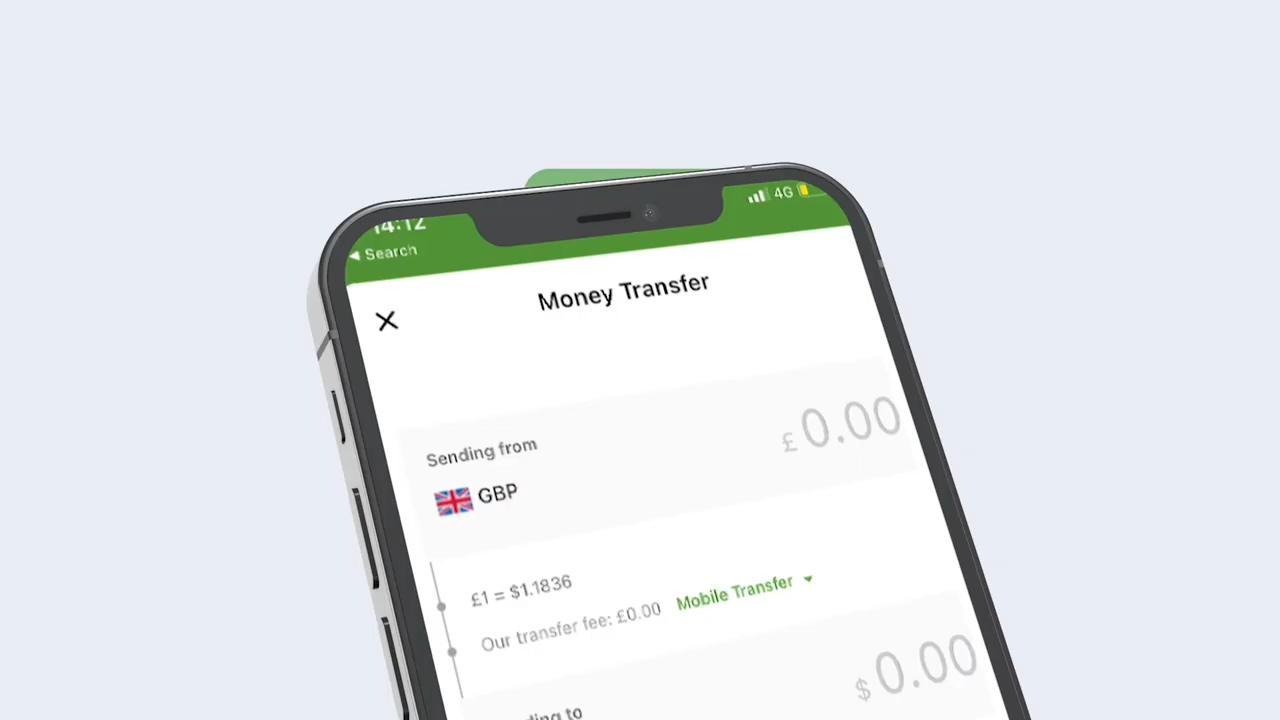 14:12
4G
◀ Search
Money Transfer
Sending from
£ 0.00
GBP
£1 = $1.1836
Our transfer fee: £0.00 Mobile Transfer
$ 0.00
to